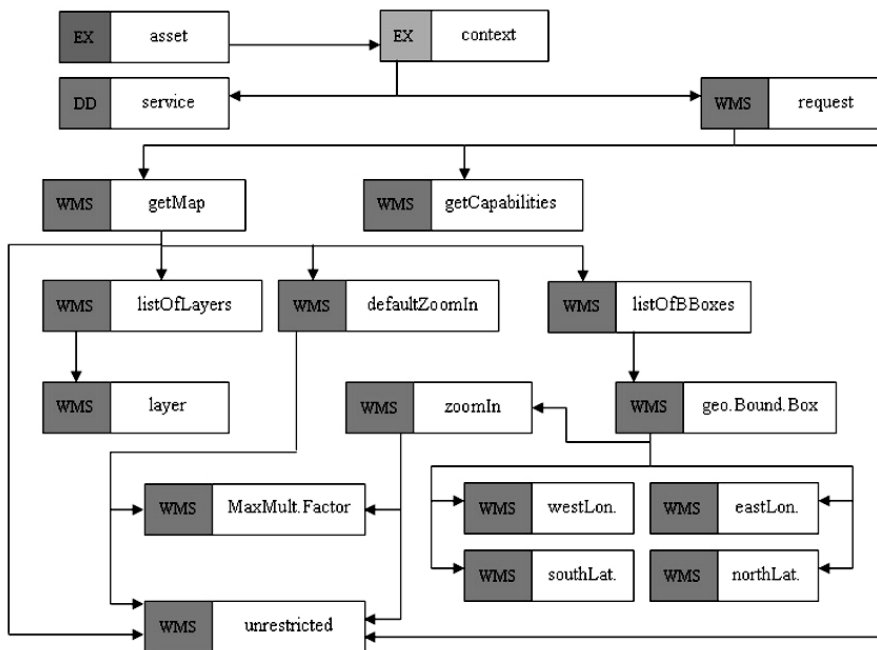 EX asset
EX context
DD service
WMS request
WMS getMap
WMS getCapabilities
WMS listOfLayers
WMS defaultZoomIn
WMS listOfBBoxes
WMS layer
WMS zoomIn
WMS geo.Bound.Box
WMS MaxMult.Factor
WMS westLon.
WMS eastLon.
WMS southLat.
WMS northLat.
WMS unrestricted